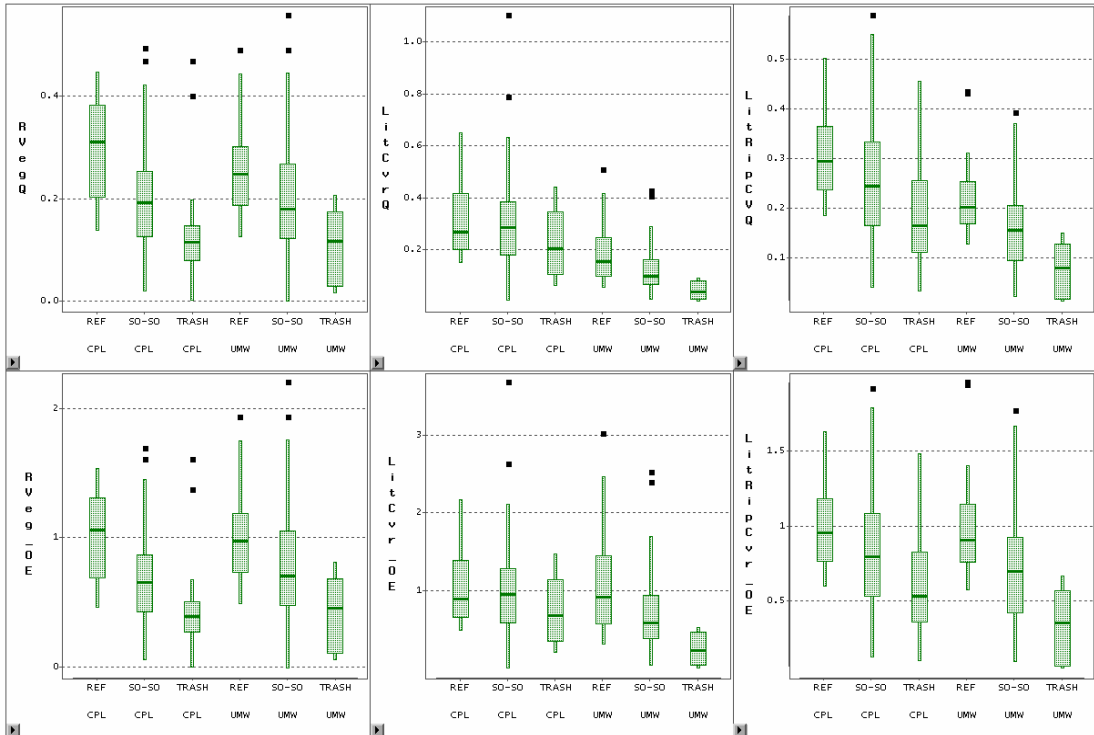 RVegQ
0.4
0.2
0.0
REF SO-SO TRASH REF SO-SO TRASH
CPL CPL CPL UMW UMW UMW
LitCvrQ
1.0
0.8
0.6
0.4
0.2
REF SO-SO TRASH REF SO-SO TRASH
CPL CPL CPL UMW UMW UMW
LitRipCVQ
0.5
0.4
0.3
0.2
0.1
REF SO-SO TRASH REF SO-SO TRASH
CPL CPL CPL UMW UMW UMW
RVeg_OE
2
1
0
REF SO-SO TRASH REF SO-SO TRASH
CPL CPL CPL UMW UMW UMW
LitCvr_OE
3
2
1
REF SO-SO TRASH REF SO-SO TRASH
CPL CPL CPL UMW UMW UMW
LitRipCvr_OE
1.5
1
0.5
REF SO-SO TRASH REF SO-SO TRASH
CPL CPL CPL UMW UMW UMW